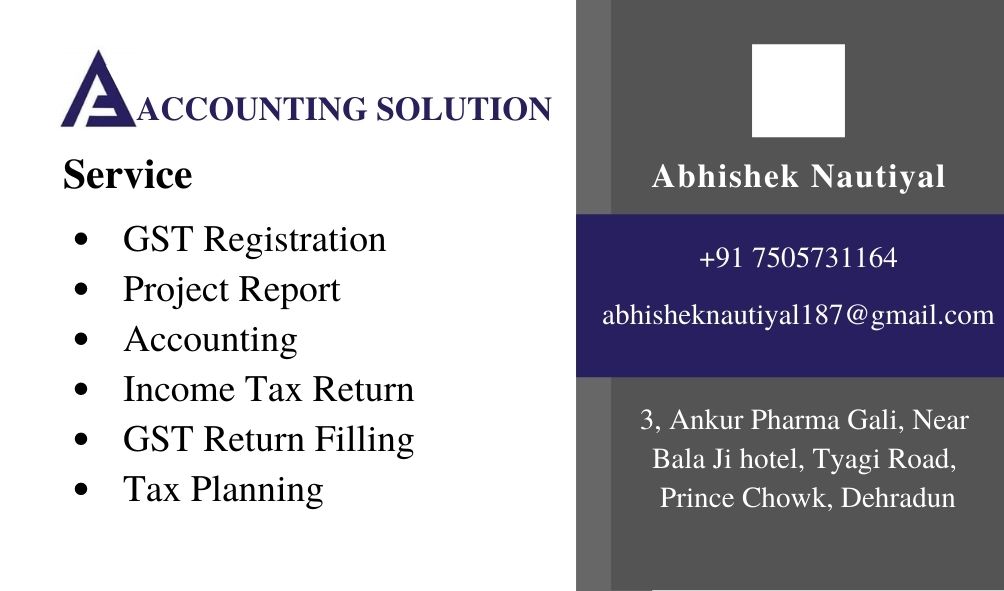 ACCOUNTING SOLUTION
Service
GST Registration
Project Report
Accounting
Income Tax Return
GST Return Filling
Tax Planning
Abhishek Nautiyal
+91 7505731164
abhisheknautiyal187@gmail.com
3, Ankur Pharma Gali, Near
Bala Ji hotel, Tyagi Road,
Prince Chowk, Dehradun